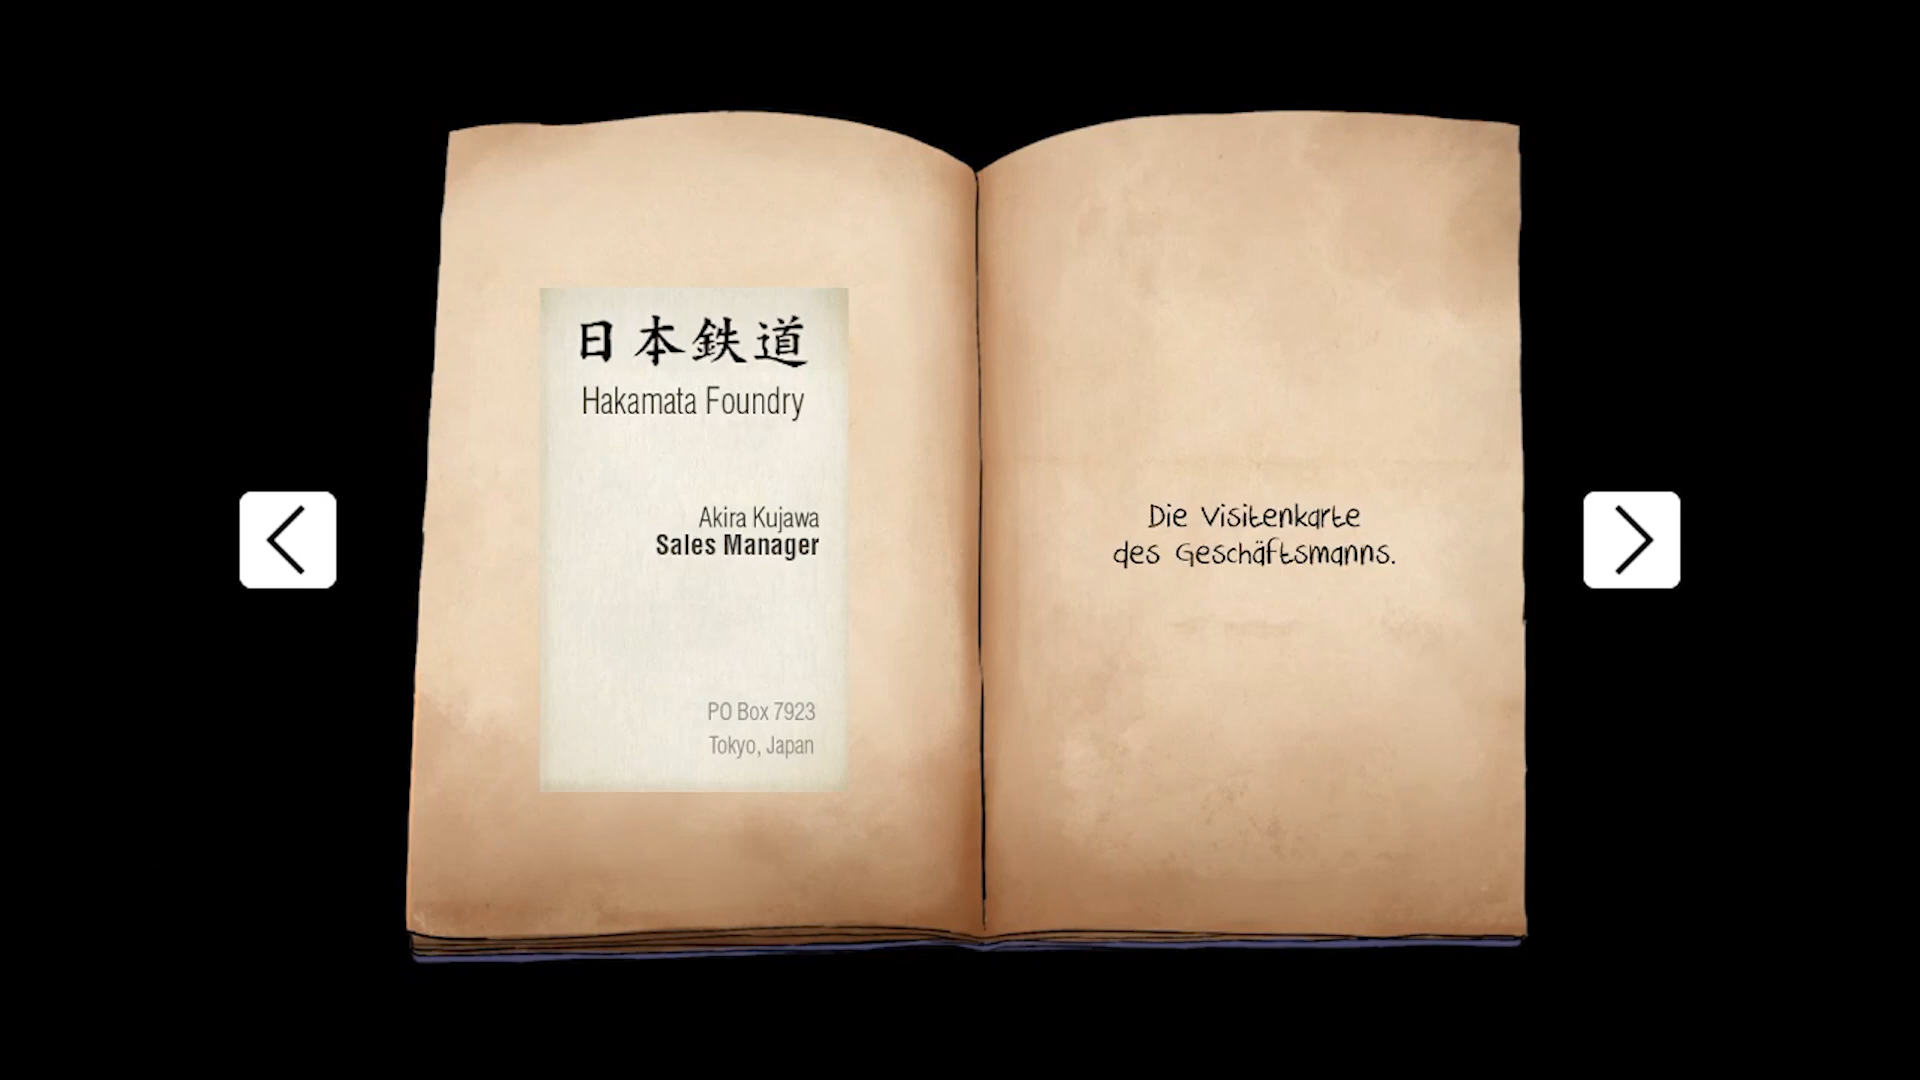 日本鉄道
Hakamata Foundry
Akira Kujawa
Sales Manager
PO Box 7923
Tokyo, Japan
Die Visitenkarte
des Geschäftsmanns.